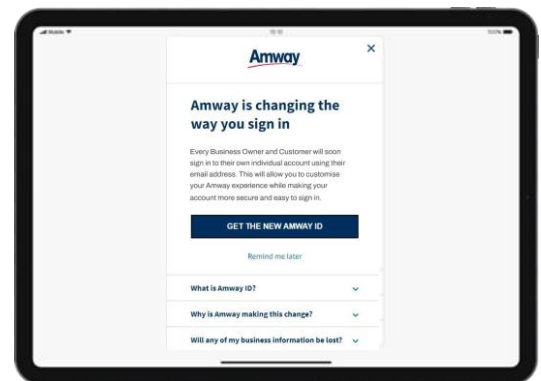 10:10
100%
Amway
Amway is changing the
way you sign in
Every Business Owner and Customer will soon
sign in to their own individual account using their
email address. This will allow you to customise
your Amway experience while making your
account more secure and easy to sign in.
GET THE NEW AMWAY ID
Remind me later
What is Amway ID?
Why is Amway making this change?
Will any of my business information be lost?